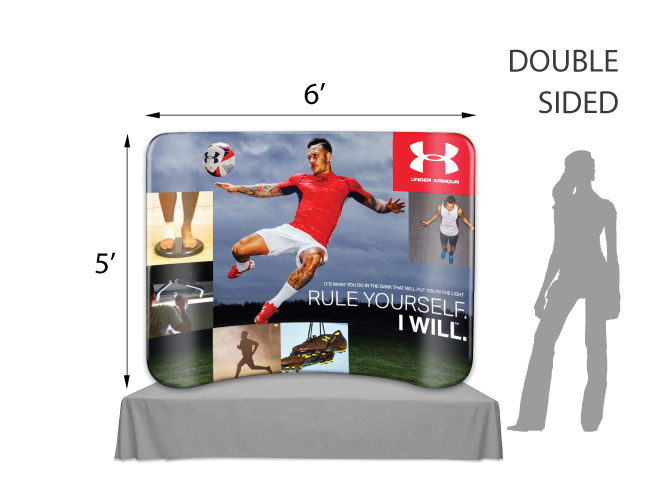 DOUBLE
SIDED
6’
5’
UNDER ARMOUR
IT'S WHAT YOU DO IN THE DARK THAT WILL PUT YOU IN THE LIGHT
RULE YOURSELF.
I WILL.